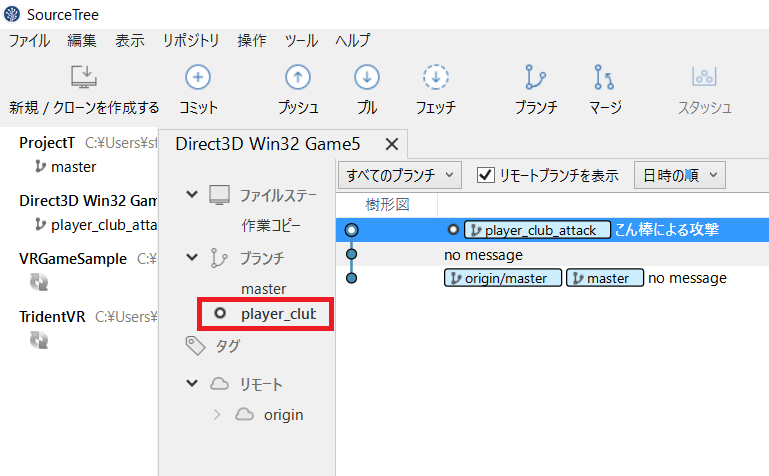 SourceTree
ファイル 編集 表示 リポジトリ 操作 ツール ヘルプ
新規 / クローンを作成する コミット プッシュ プル フェッチ ブランチ マージ スタッシュ
ProjectT C:¥Users¥sf
master
Direct3D Win32 Gam
player_club_atta
VRGameSample C:¥
TridentVR C:¥Users¥
Direct3D Win32 Game5
ファイルステー
作業コピー
ブランチ
master
player_club
タグ
リモート
origin
すべてのブランチ リモートブランチを表示 日時の順
樹形図
player_club_attack こん棒による攻撃
no message
origin/master master no message